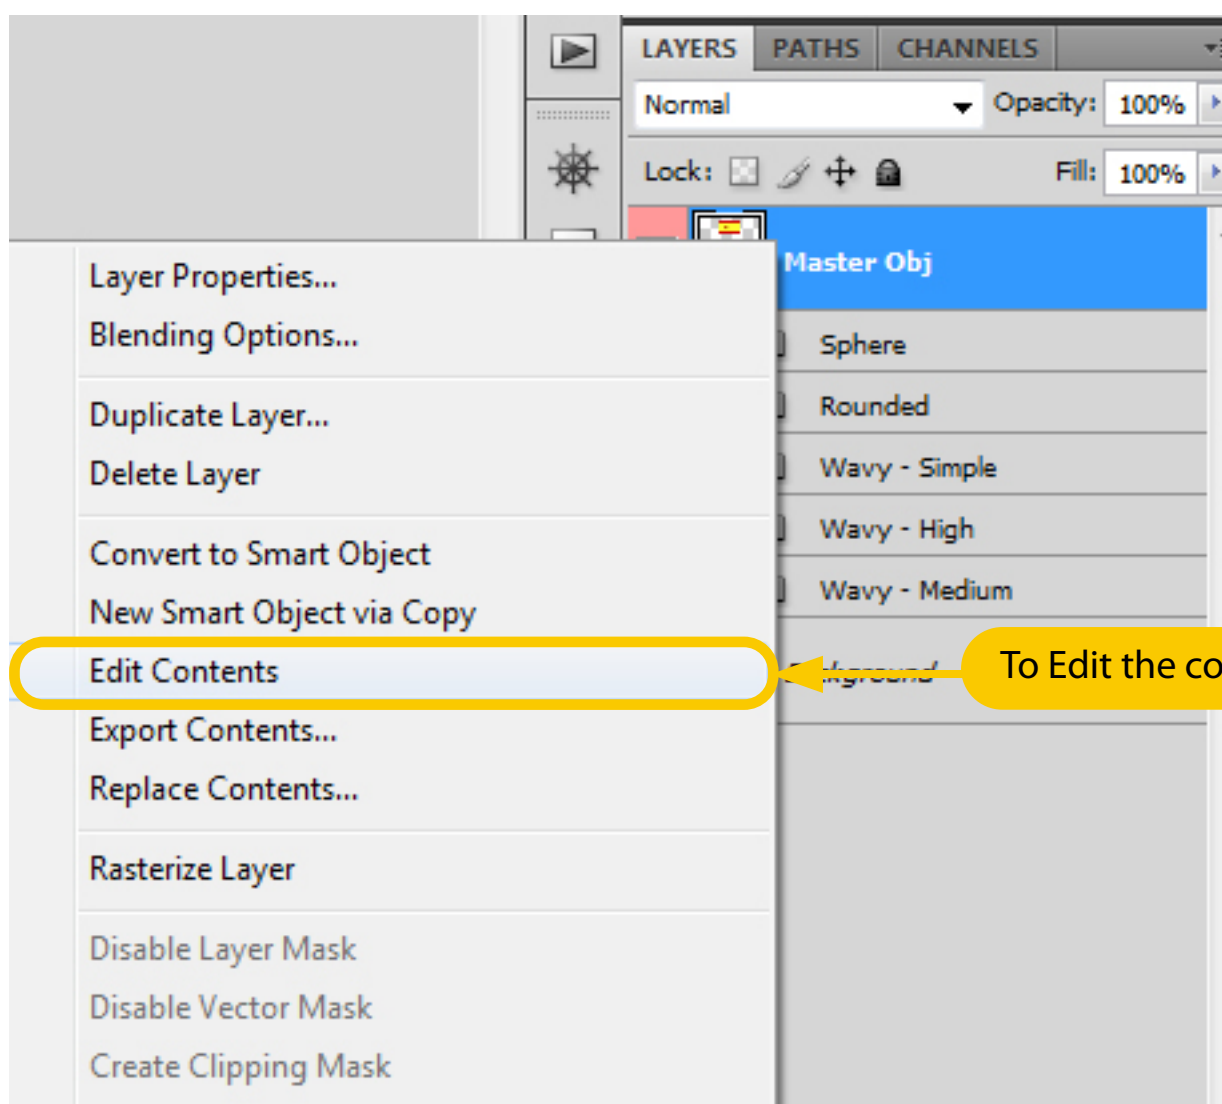 LAYERS PATHS CHANNELS
Normal Opacity: 100%
Lock: Fill: 100%
Master Obj
Sphere
Rounded
Wavy - Simple
Wavy - High
Wavy - Medium
Layer Properties...
Blending Options...
Duplicate Layer...
Delete Layer
Convert to Smart Object
New Smart Object via Copy
Edit Contents
Export Contents...
Replace Contents...
Rasterize Layer
Disable Layer Mask
Disable Vector Mask
Create Clipping Mask
To Edit the co